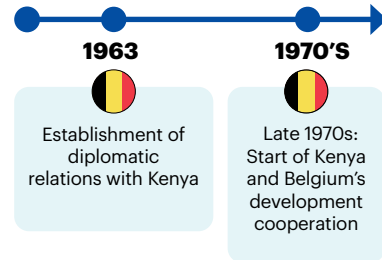 1963
Establishment of
diplomatic
relations with Kenya
1970'S
Late 1970s:
Start of Kenya
and Belgium's
development
cooperation